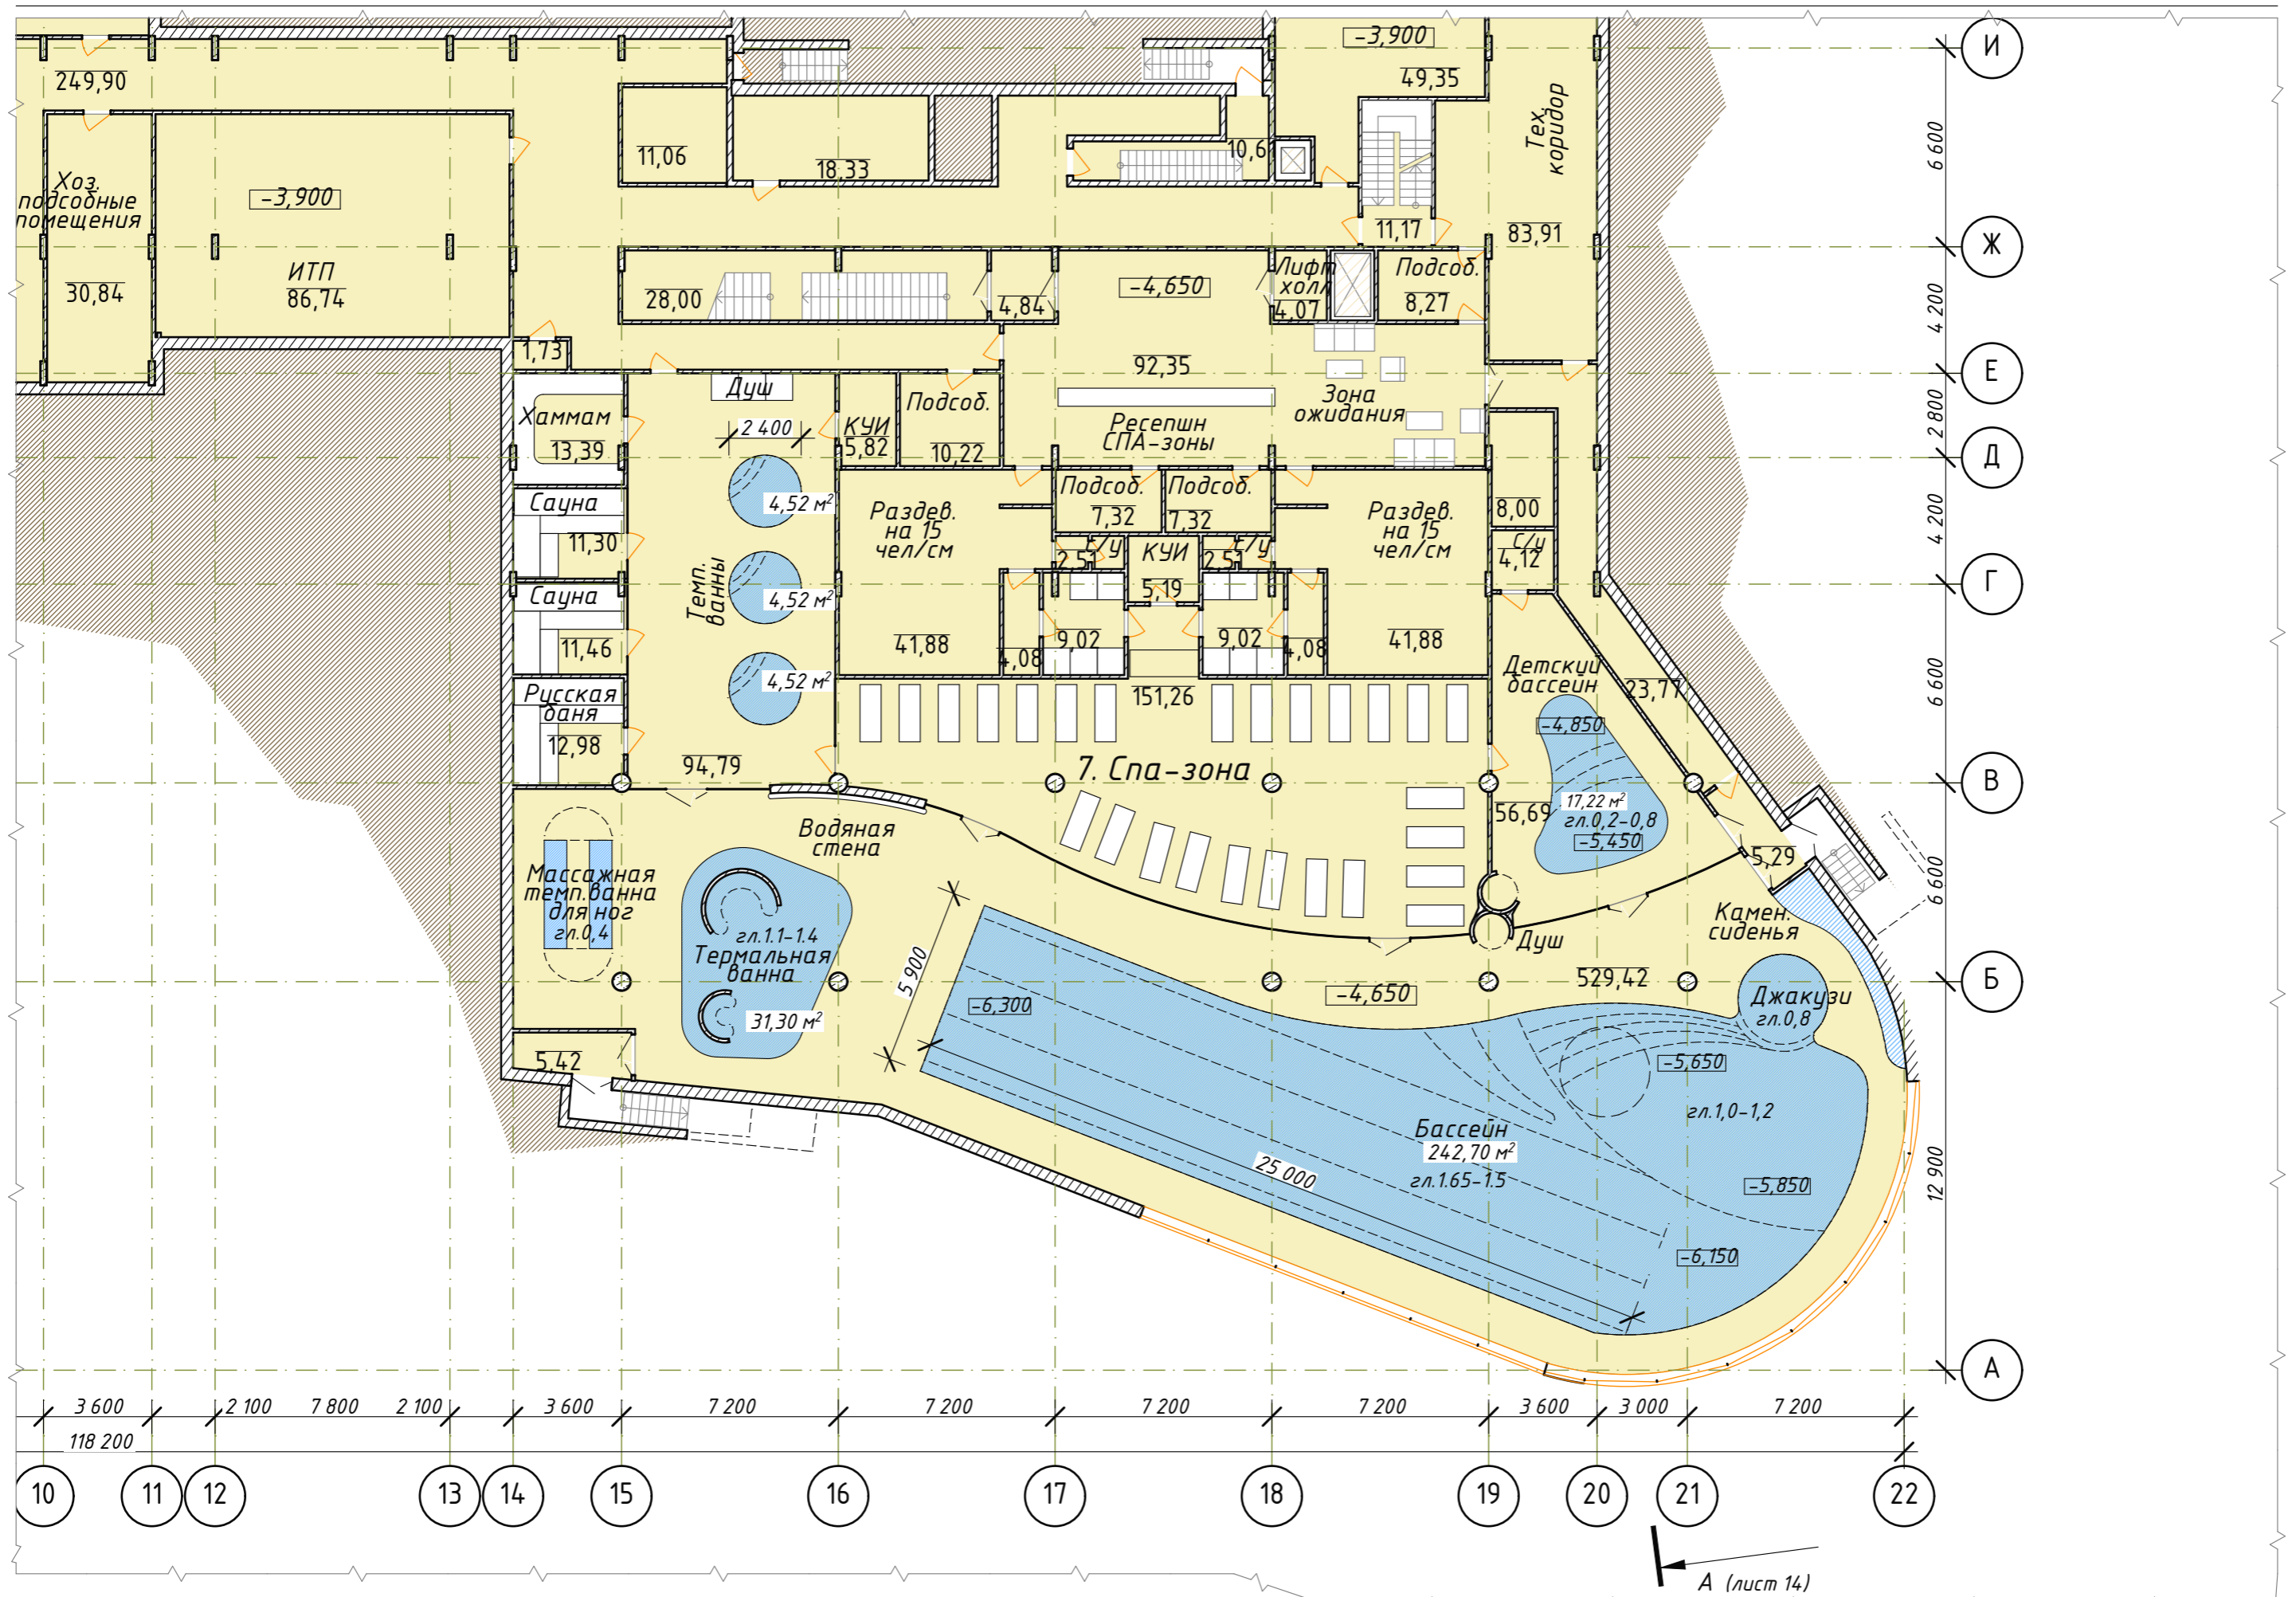 249,90
Хоз.
подсобные
помещения
30,84
-3,900
ИТП
86,74
11,06
18,33
10,6
-3,900
49,35
Тех.
коридор
83,91
11,17
28,00
4,84
-4,650
Лифт
холл
4,07
Подсоб.
8,27
1,73
92,35
Ресепшн
СПА-зоны
Зона
ожидания
Хаммам
13,39
Душ
2 400
КУИ
5,82
Подсоб.
10,22
Сауна
11,30
Сауна
11,46
Русская
баня
12,98
Темп.
ванны
4,52 м²
4,52 м²
4,52 м²
94,79
Раздев.
на 15
чел/см
41,88
Подсоб.
7,32
Подсоб.
7,32
с/у
2,51
КУИ
5,19
с/у
2,51
4,08
9,02
9,02
4,08
Раздев.
на 15
чел/см
41,88
8,00
с/у
4,12
151,26
7. Спа-зона
Детский
бассейн
23,77
-4,850
17,22 м²
гл.0,2-0,8
-5,450
56,69
5,29
Водяная
стена
Массажная
темп.ванна
для ног
гл.0,4
гл.1.1-1.4
Термальная
ванна
31,30 м²
5,42
5 900
-6,300
-4,650
Душ
529,42
Камен.
сиденья
Джакузи
гл.0,8
-5,650
гл.1,0-1,2
Бассейн
242,70 м²
гл.1.65-1.5
25 000
-5,850
-6,150
И
6 600
Ж
4 200
Е
2 800
Д
4 200
Г
6 600
В
6 600
Б
12 900
А
3 600
2 100
7 800
2 100
3 600
7 200
7 200
7 200
7 200
3 600
3 000
7 200
118 200
10
11
12
13
14
15
16
17
18
19
20
21
22
А (лист 14)